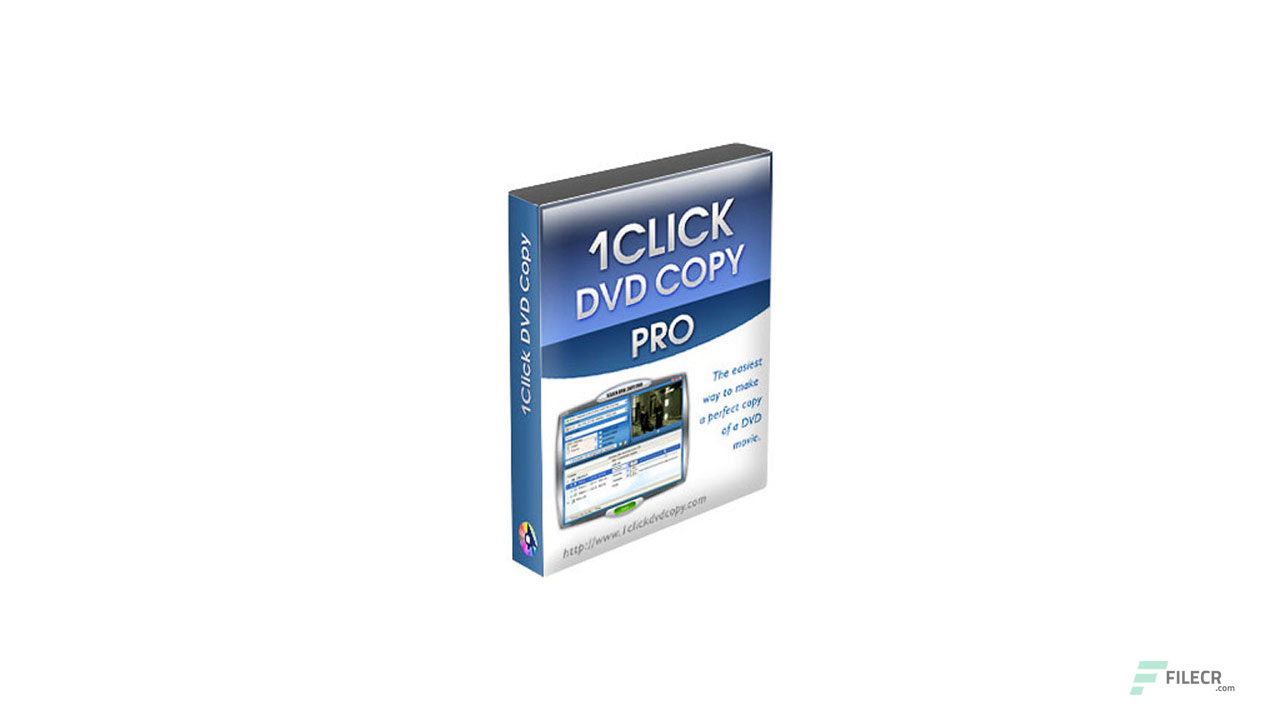 1CLICK
DVD COPY
PRO
1Click DVD Copy
The easiest
way to make
a perfect copy
of a DVD
movie.
http://www.1clickdvdcopy.com
FILECR
.com